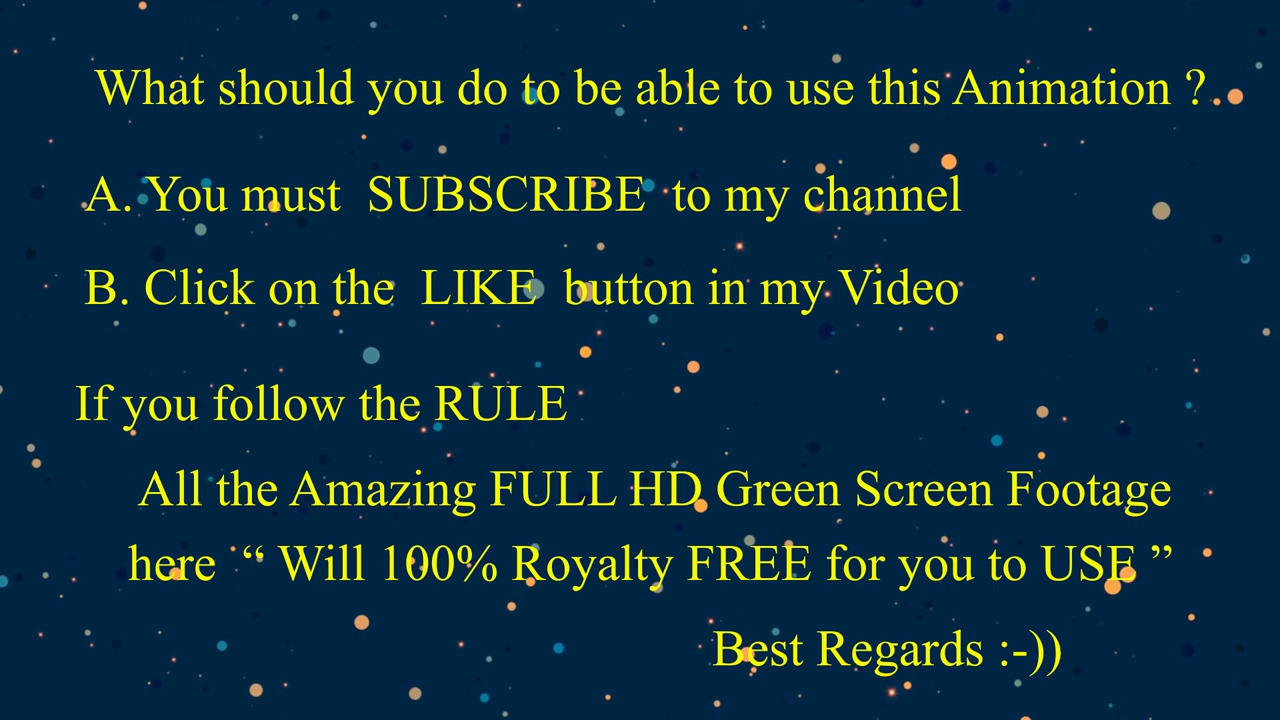 What should you do to be able to use this Animation ?
A. You must SUBSCRIBE to my channel
B. Click on the LIKE button in my Video
If you follow the RULE
All the Amazing FULL HD Green Screen Footage
here “ Will 100% Royalty FREE for you to USE ”
Best Regards :-))